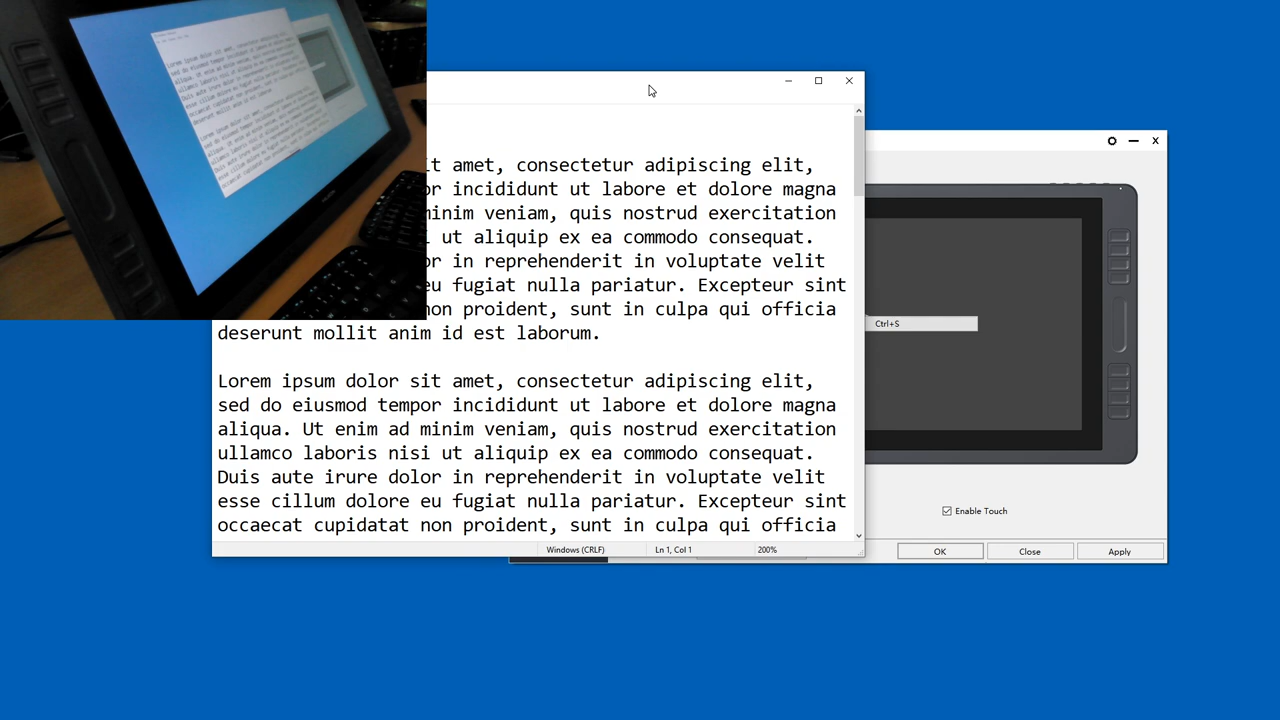 it amet, consectetur adipiscing elit,
or incididunt ut labore et dolore magna
minim veniam, quis nostrud exercitation
ut aliquip ex ea commodo consequat.
or in reprehenderit in voluptate velit
eu fugiat nulla pariatur. Excepteur sint
non proident, sunt in culpa qui officia
deserunt mollit anim id est laborum.
Lorem ipsum dolor sit amet, consectetur adipiscing elit,
sed do eiusmod tempor incididunt ut labore et dolore magna
aliqua. Ut enim ad minim veniam, quis nostrud exercitation
ullamco laboris nisi ut aliquip ex ea commodo consequat.
Duis aute irure dolor in reprehenderit in voluptate velit
esse cillum dolore eu fugiat nulla pariatur. Excepteur sint
occaecat cupidatat non proident, sunt in culpa qui officia
Windows (CRLF) Ln 1, Col 1 200%
Ctrl+S
Enable Touch
OK Close Apply